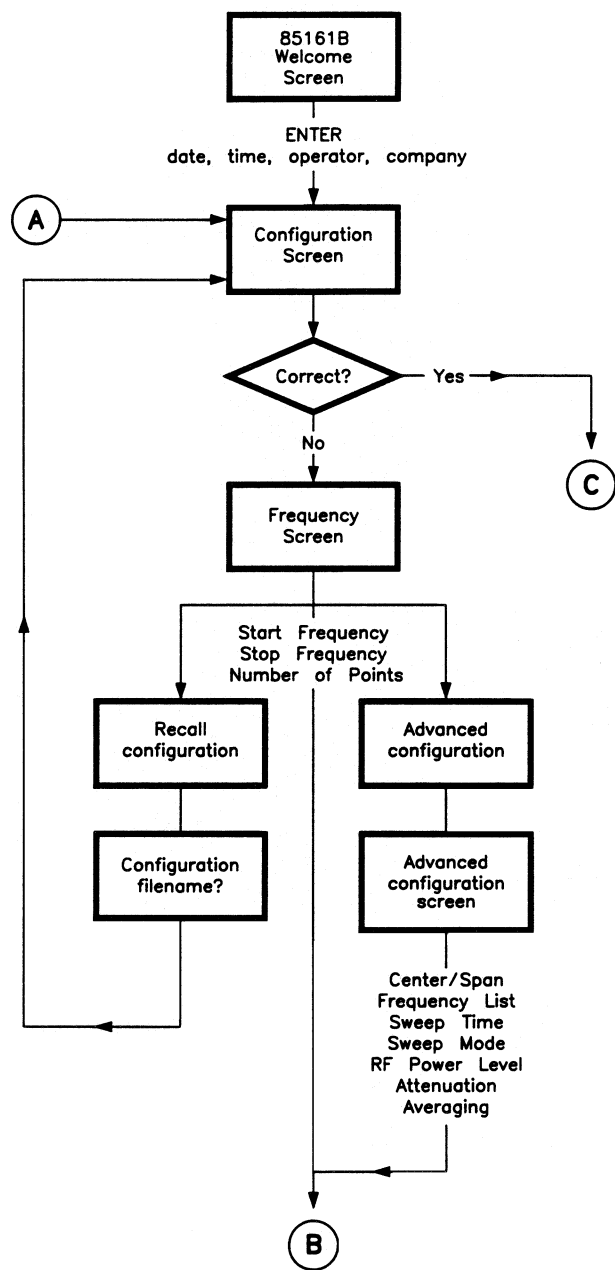 85161B
Welcome
Screen
ENTER
date, time, operator, company
A
Configuration
Screen
Correct?
Yes
No
C
Frequency
Screen
Start Frequency
Stop Frequency
Number of Points
Recall
configuration
Advanced
configuration
Configuration
filename?
Advanced
configuration
screen
Center/Span
Frequency List
Sweep Time
Sweep Mode
RF Power Level
Attenuation
Averaging
B